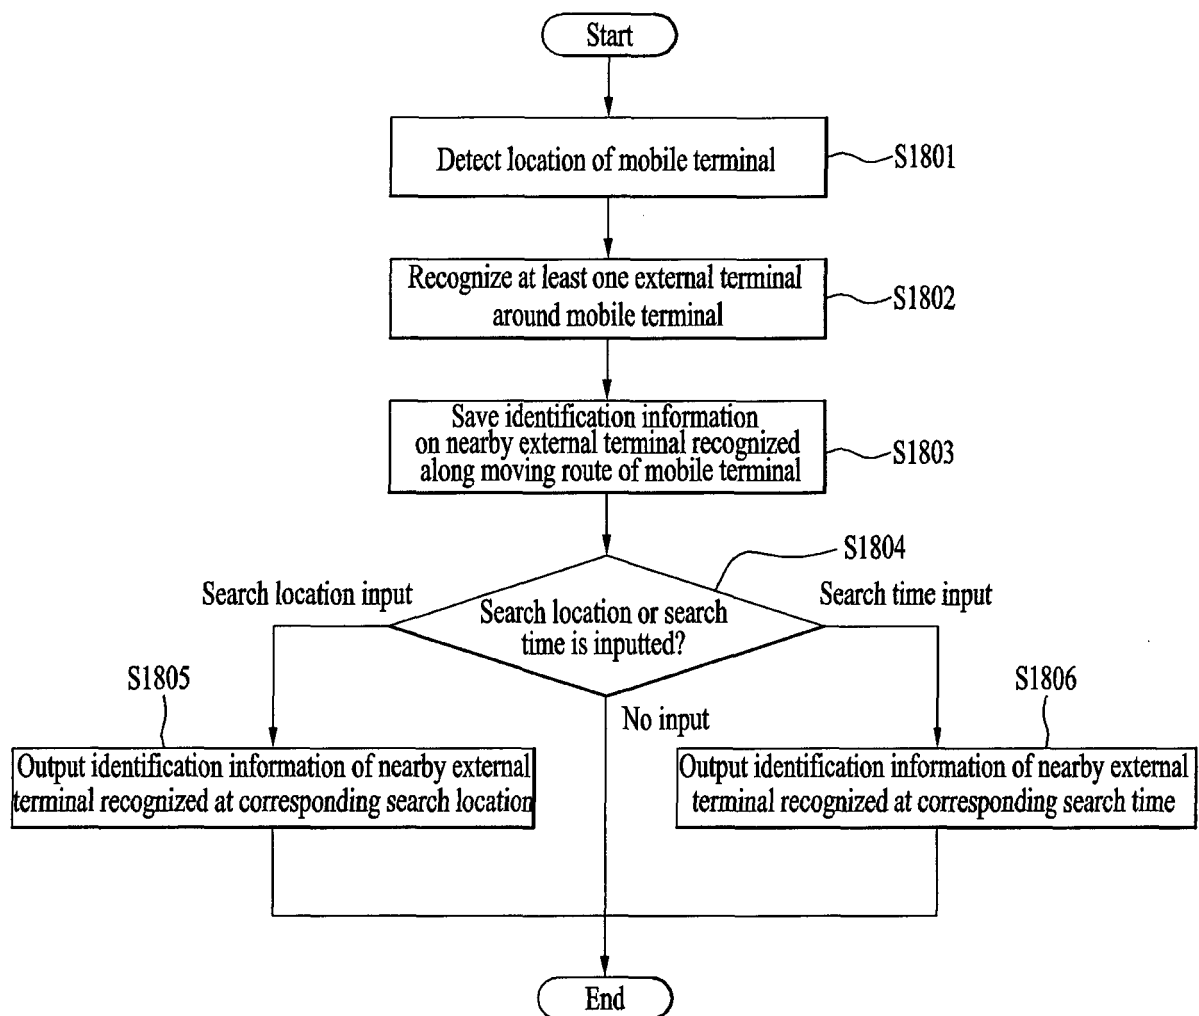 Start
Detect location of mobile terminal
S1801
Recognize at least one external terminal
around mobile terminal
S1802
Save identification information
on nearby external terminal recognized
along moving route of mobile terminal
S1803
S1804
Search location input
Search location or search
time is inputted?
Search time input
S1805
No input
S1806
Output identification information of nearby external
terminal recognized at corresponding search location
Output identification information of nearby external
terminal recognized at corresponding search time
End